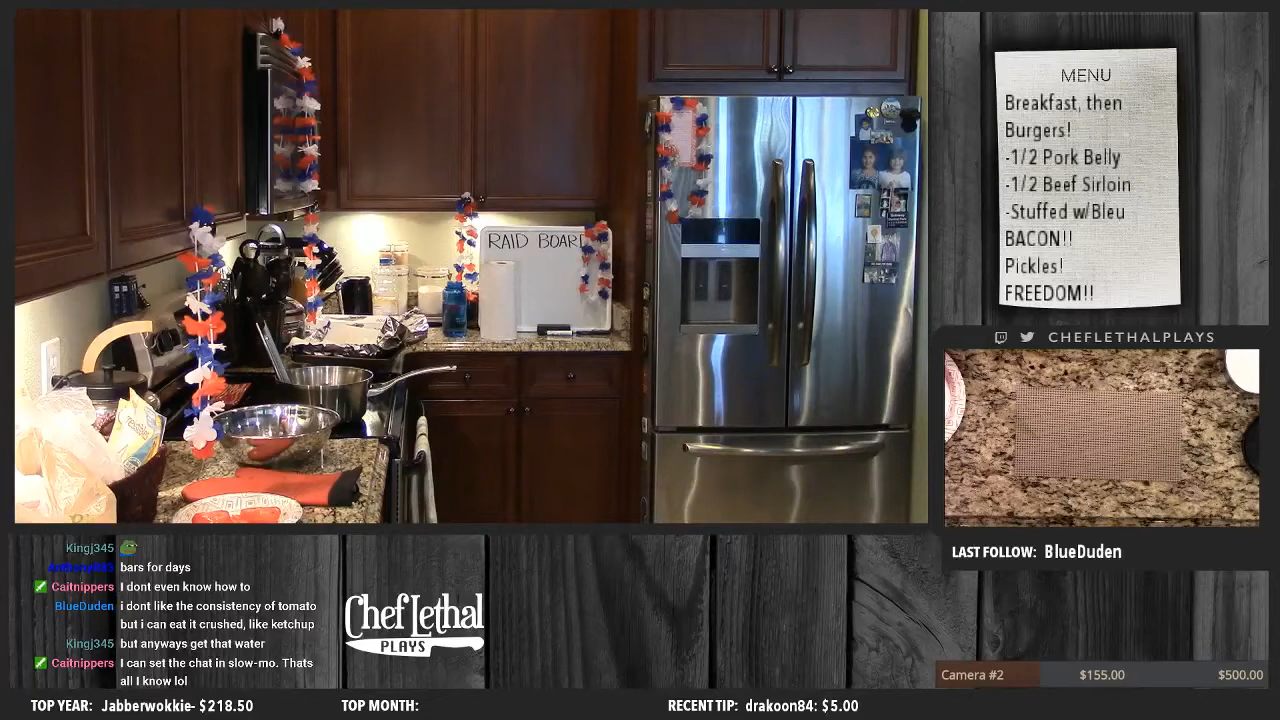 RAID BOARD
MENU
Breakfast, then
Burgers!
-1/2 Pork Belly
-1/2 Beef Sirloin
-Stuffed w/Bleu
BACON!!
Pickles!
FREEDOM!!
CHEFLETHALPLAYS
LAST FOLLOW: BlueDuden
Kingj345
bars for days
Caitnippers I dont even know how to
BlueDuden i dont like the consistency of tomato
but i can eat it crushed, like ketchup
Kingj345 but anyways get that water
Caitnippers I can set the chat in slow-mo. Thats
all I know lol
Chef Lethal
PLAYS
Camera #2 $155.00 $500.00
TOP YEAR: Jabberwokkie- $218.50
TOP MONTH:
RECENT TIP: drakoon84: $5.00